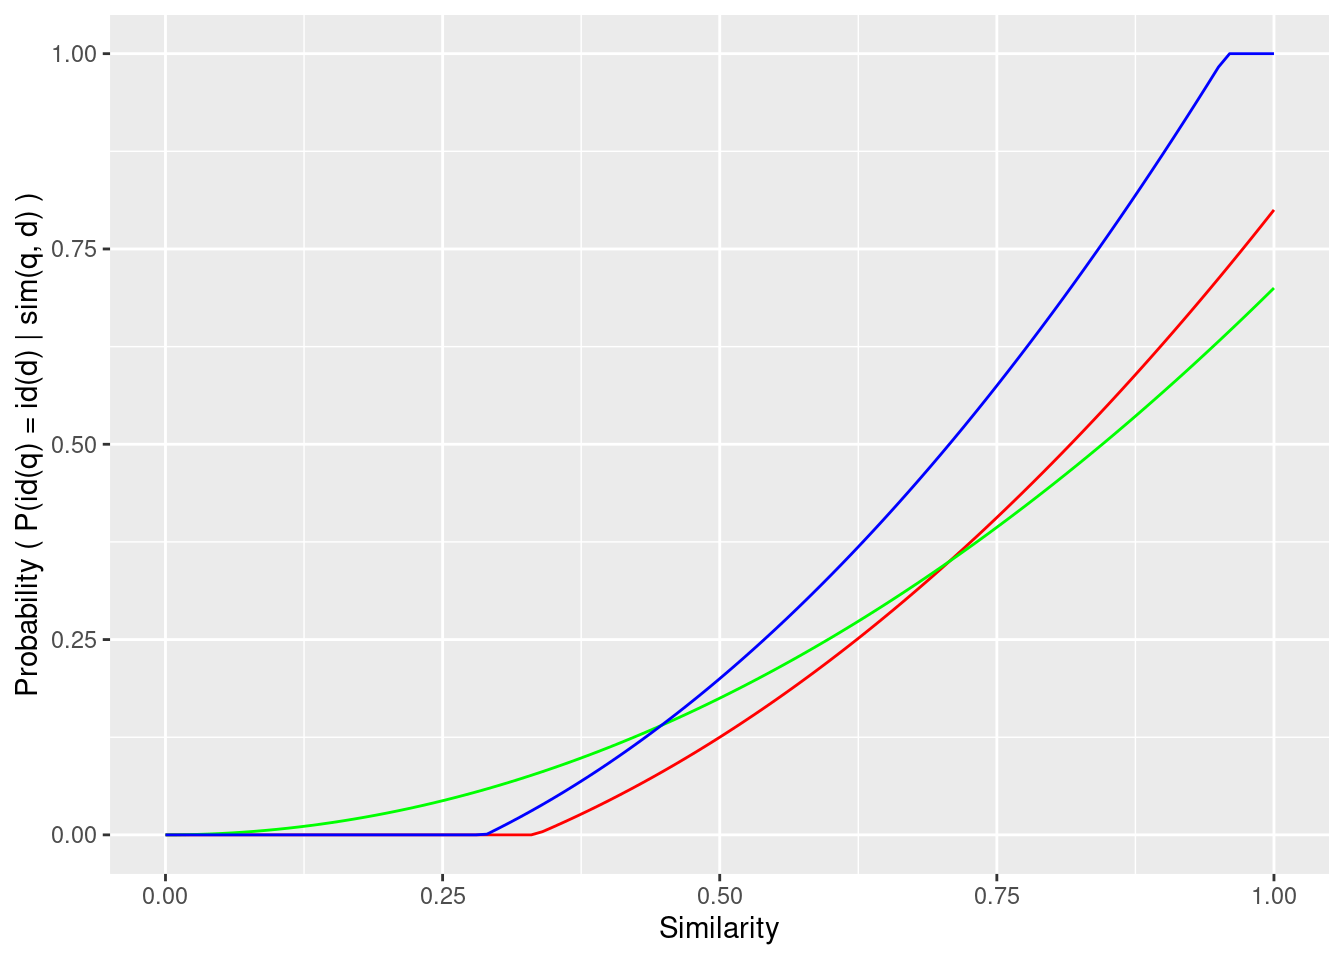 Probability ( P(id(q) = id(d) | sim(q, d) )
1.00
0.75
0.50
0.25
0.00
0.00 0.25 0.50 0.75 1.00
Similarity